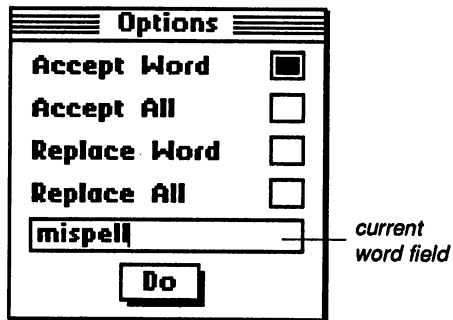 Options
Accept Word
Accept All
Replace Word
Replace All
mispell
current
word field
Do